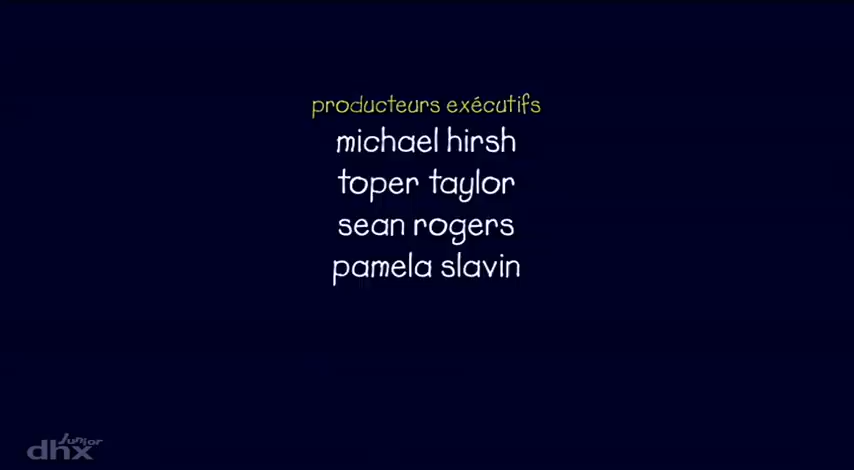 producteurs exécutifs
michael hirsh
toper taylor
sean rogers
pamela slavin
dhx Junior